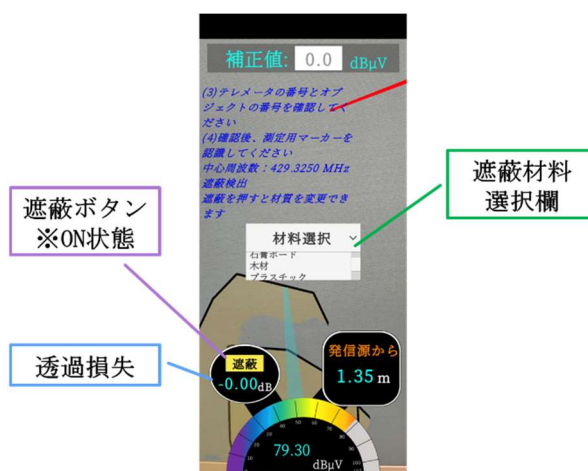 補正値: 0.0 dBμV
(3)テレメータの番号とオブ
ジェクトの番号を確認してく
ださい
(4)確認後、測定用マーカーを
認識してください
中心周波数：429.3250 MHz
遮蔽検出
遮蔽を押すと材質を変更でき
ます
遮蔽ボタン
※ON状態
遮蔽材料
選択欄
材料選択
石膏ボード
木材
プラスチック
透過損失
遮蔽
-0.00dB
発信源から
1.35 m
79.30
dBμV